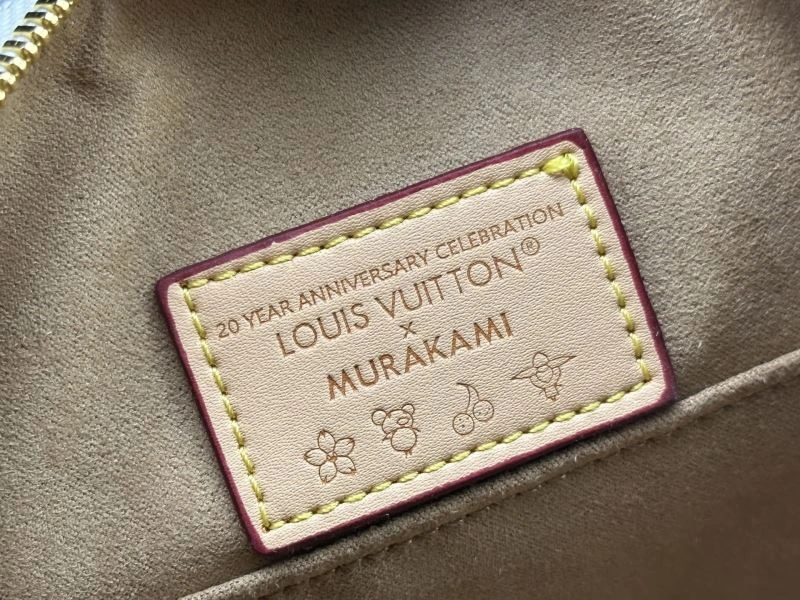 20 YEAR ANNIVERSARY CELEBRATION
LOUIS VUITTON®
×
MURAKAMI